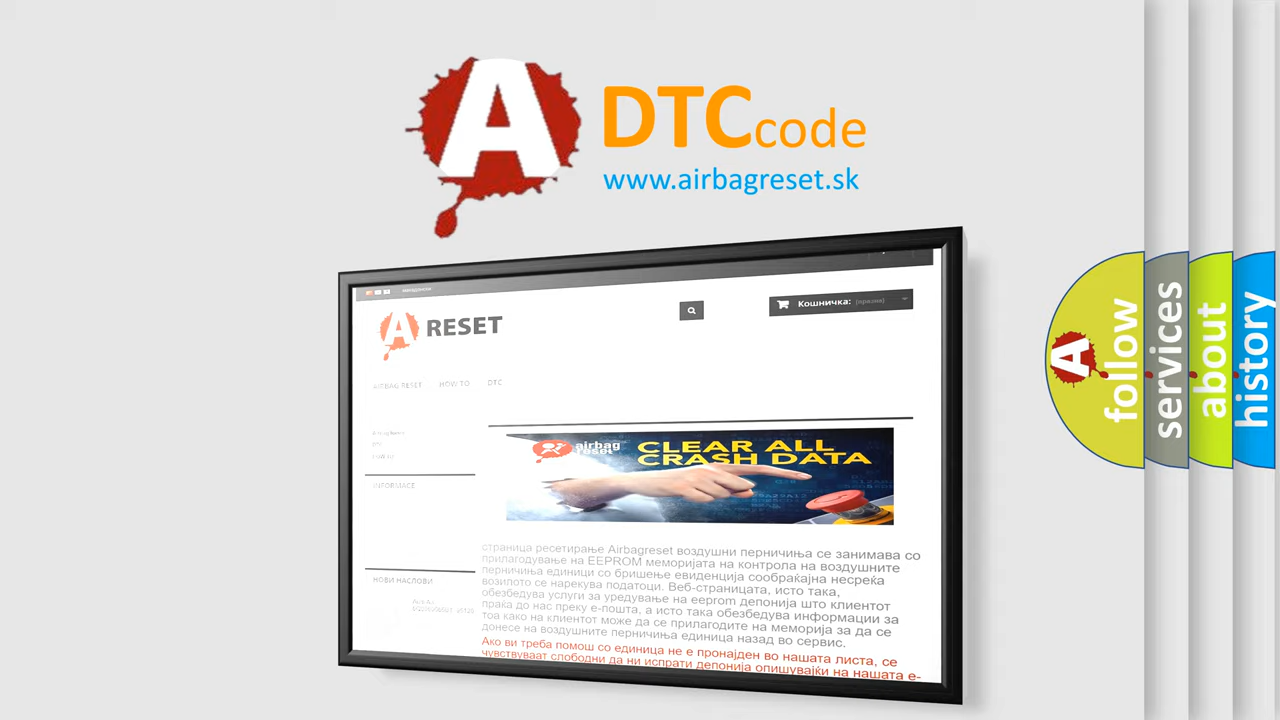 A
DTCcode
www.airbagreset.sk
A RESET
Кошничка: (празна)
AIRBAG RESET HOW TO DTC
INFORMACE
НОВИ НАСЛОВИ
airbag
reset
CLEAR ALL
CRASH DATA
страница ресетирање Airbagreset воздушни перничиња се занимава со
прилагодување на EEPROM меморијата на контрола на воздушните
перничиња единици со бришење евиденција сообраќајна несреќа
возилото се нарекува податоци. Веб-страницата, исто така,
обезбедува услуги за уредување на eeprom депонија што клиентот
праќа до нас преку е-пошта, а исто така обезбедува информации за
тоа како на клиентот може да се прилагодите на меморија за да се
донесе на воздушните перничиња единица назад во сервис.
Ако ви треба помош со единица не е пронајден во нашата листа, се
чувствуваат слободни да ни испрати депонија опишувајќи на нашата е-
A
follow
services
about
history